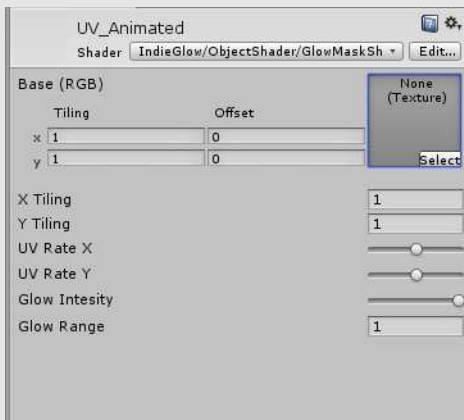 UV_Animated
Shader IndieGlow/ObjectShader/GlowMaskSh Edit...
Base (RGB)
None
(Texture)
Tiling Offset
x 1 0
y 1 0
Select
X Tiling 1
Y Tiling 1
UV Rate X
UV Rate Y
Glow Intesity
Glow Range 1